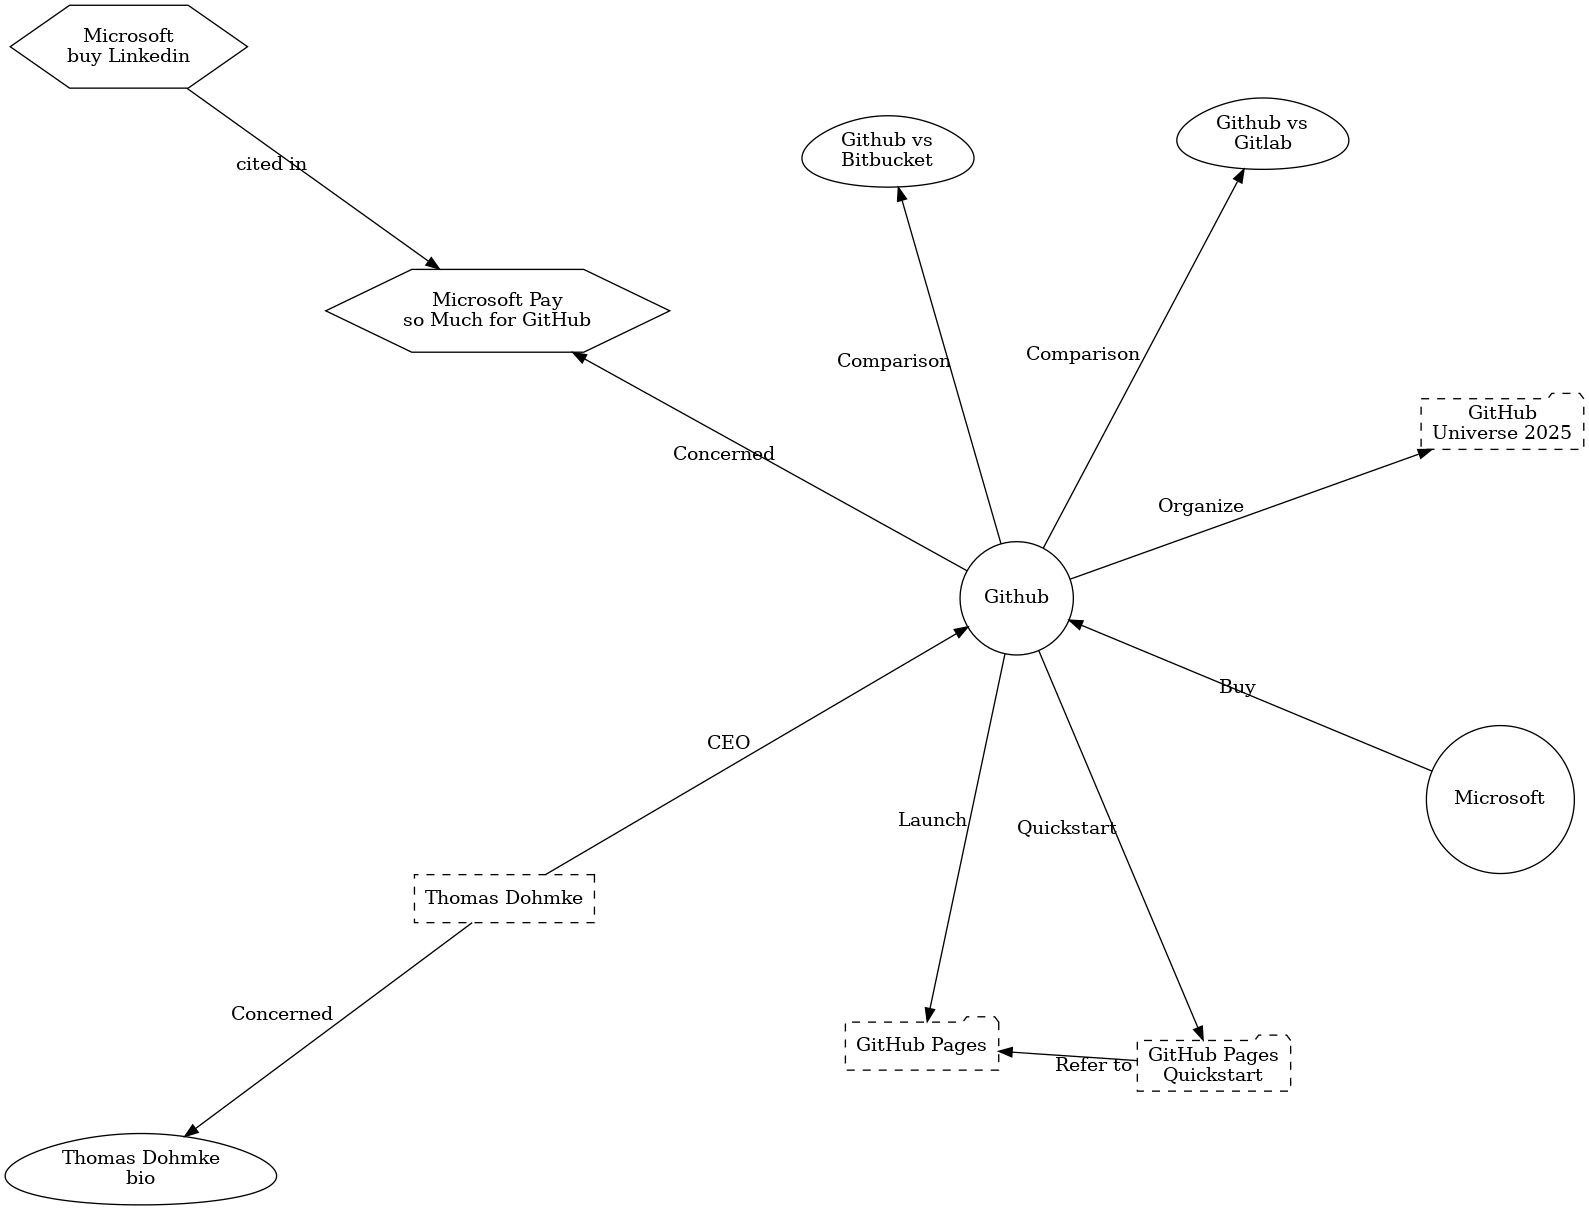 Microsoft
buy Linkedin
Github vs
Gitlab
Github vs
Bitbucket
cited in
Microsoft Pay
so Much for GitHub
Comparison
Comparison
GitHub
Universe 2025
Concerned
Organize
Github
Buy
CEO
Microsoft
Launch
Quickstart
Thomas Dohmke
Concerned
GitHub Pages
Refer to
GitHub Pages
Quickstart
Thomas Dohmke
bio